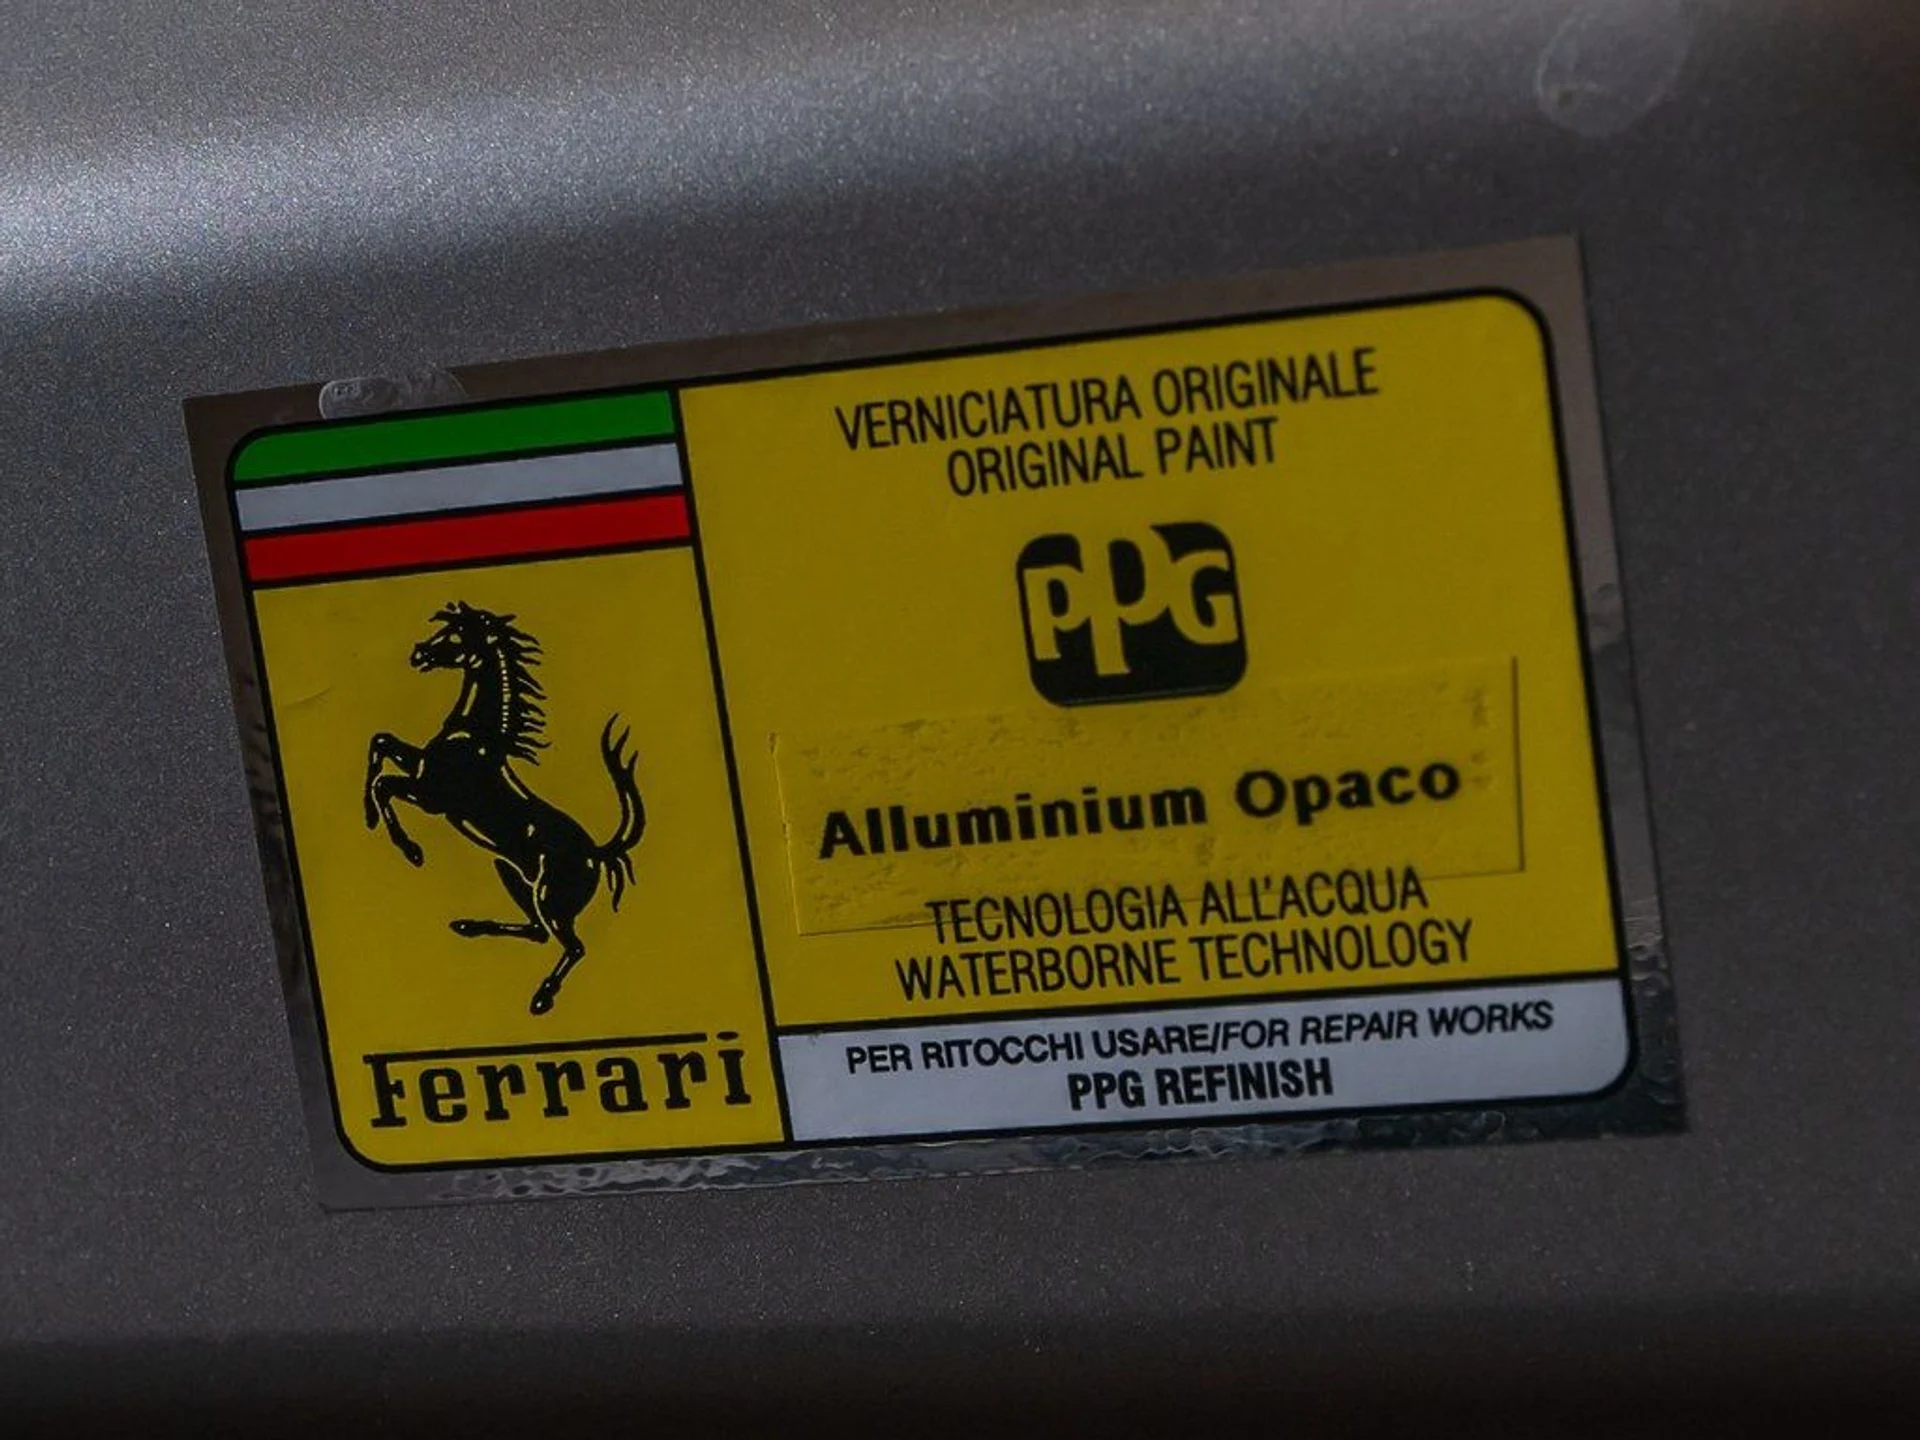 Ferrari
VERNICIATURA ORIGINALE
ORIGINAL PAINT
PPG
Alluminium Opaco
TECNOLOGIA ALL'ACQUA
WATERBORNE TECHNOLOGY
PER RITOCCHI USARE/FOR REPAIR WORKS
PPG REFINISH